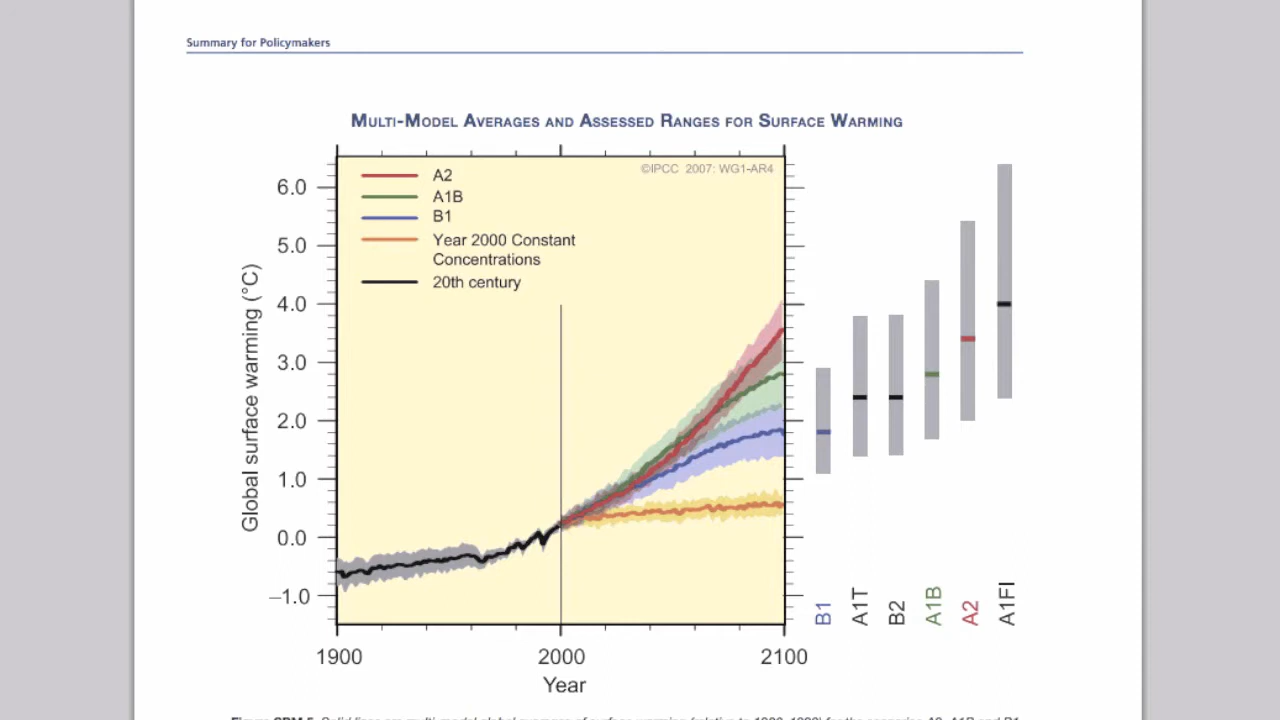 Summary for Policymakers
MULTI-MODEL AVERAGES AND ASSESSED RANGES FOR SURFACE WARMING
©IPCC 2007: WG1-AR4
A2
A1B
B1
Year 2000 Constant
Concentrations
20th century
Global surface warming (°C)
6.0
5.0
4.0
3.0
2.0
1.0
0.0
–1.0
1900
2000
2100
Year
B1
A1T
B2
A1B
A2
A1FI